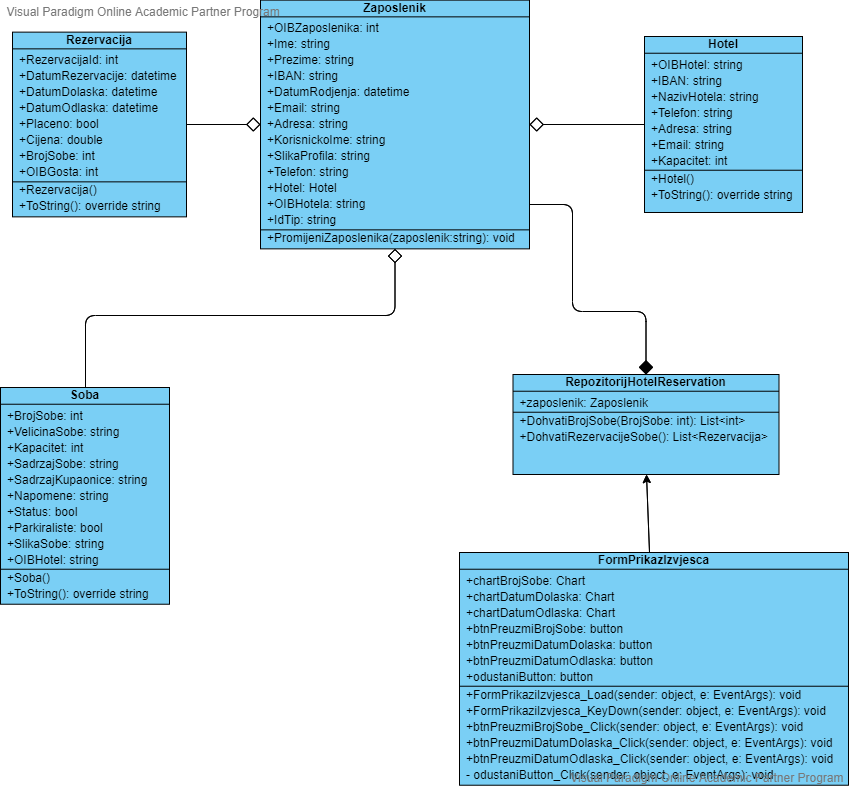 Visual Paradigm Online Academic Partner Program
Rezervacija
+RezervacijaId: int
+DatumRezervacije: datetime
+DatumDolaska: datetime
+DatumOdlaska: datetime
+Placeno: bool
+Cijena: double
+BrojSobe: int
+OIBGosta: int
+Rezervacija()
+ToString(): override string
Zaposlenik
+OIBZaposlenika: int
+Ime: string
+Prezime: string
+IBAN: string
+DatumRodjenja: datetime
+Email: string
+Adresa: string
+KorisnickoIme: string
+SlikaProfila: string
+Telefon: string
+Hotel: Hotel
+OIBHotela: string
+IdTip: string
+PromijeniZaposlenika(zaposlenik:string): void
Hotel
+OIBHotel: string
+IBAN: string
+NazivHotela: string
+Telefon: string
+Adresa: string
+Email: string
+Kapacitet: int
+Hotel()
+ToString(): override string
Soba
+BrojSobe: int
+VelicinaSobe: string
+Kapacitet: int
+SadrzajSobe: string
+SadrzajKupaonice: string
+Napomene: string
+Status: bool
+Parkiraliste: bool
+SlikaSobe: string
+OIBHotel: string
+Soba()
+ToString(): override string
RepozitorijHotelReservation
+zaposlenik: Zaposlenik
+DohvatiBrojSobe(BrojSobe: int): List<int>
+DohvatiRezervacijeSobe(): List<Rezervacija>
FormPrikazIzvjesca
+chartBrojSobe: Chart
+chartDatumDolaska: Chart
+chartDatumOdlaska: Chart
+btnPreuzmiBrojSobe: button
+btnPreuzmiDatumDolaska: button
+btnPreuzmiDatumOdlaska: button
+odustaniButton: button
+FormPrikaziIzvjesca_Load(sender: object, e: EventArgs): void
+FormPrikaziIzvjesca_KeyDown(sender: object, e: EventArgs): void
+btnPreuzmiBrojSobe_Click(sender: object, e: EventArgs): void
+btnPreuzmiDatumDolaska_Click(sender: object, e: EventArgs): void
+btnPreuzmiDatumOdlaska_Click(sender: object, e: EventArgs): void
- odustaniButton_Click(sender: object, e: EventArgs): void
Visual Paradigm Online Academic Partner Program